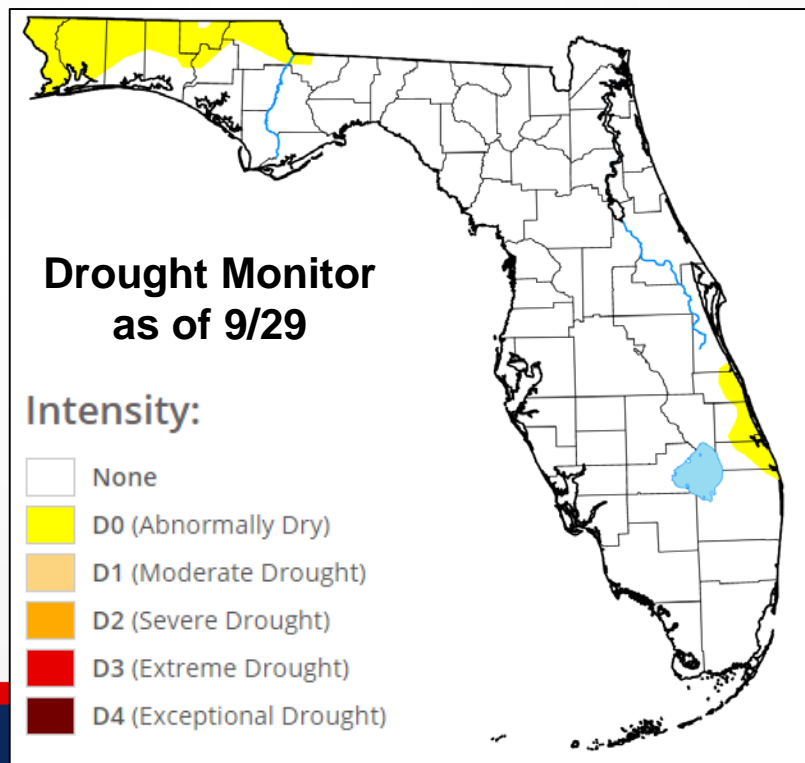 Drought Monitor
as of 9/29
Intensity:
None
D0 (Abnormally Dry)
D1 (Moderate Drought)
D2 (Severe Drought)
D3 (Extreme Drought)
D4 (Exceptional Drought)